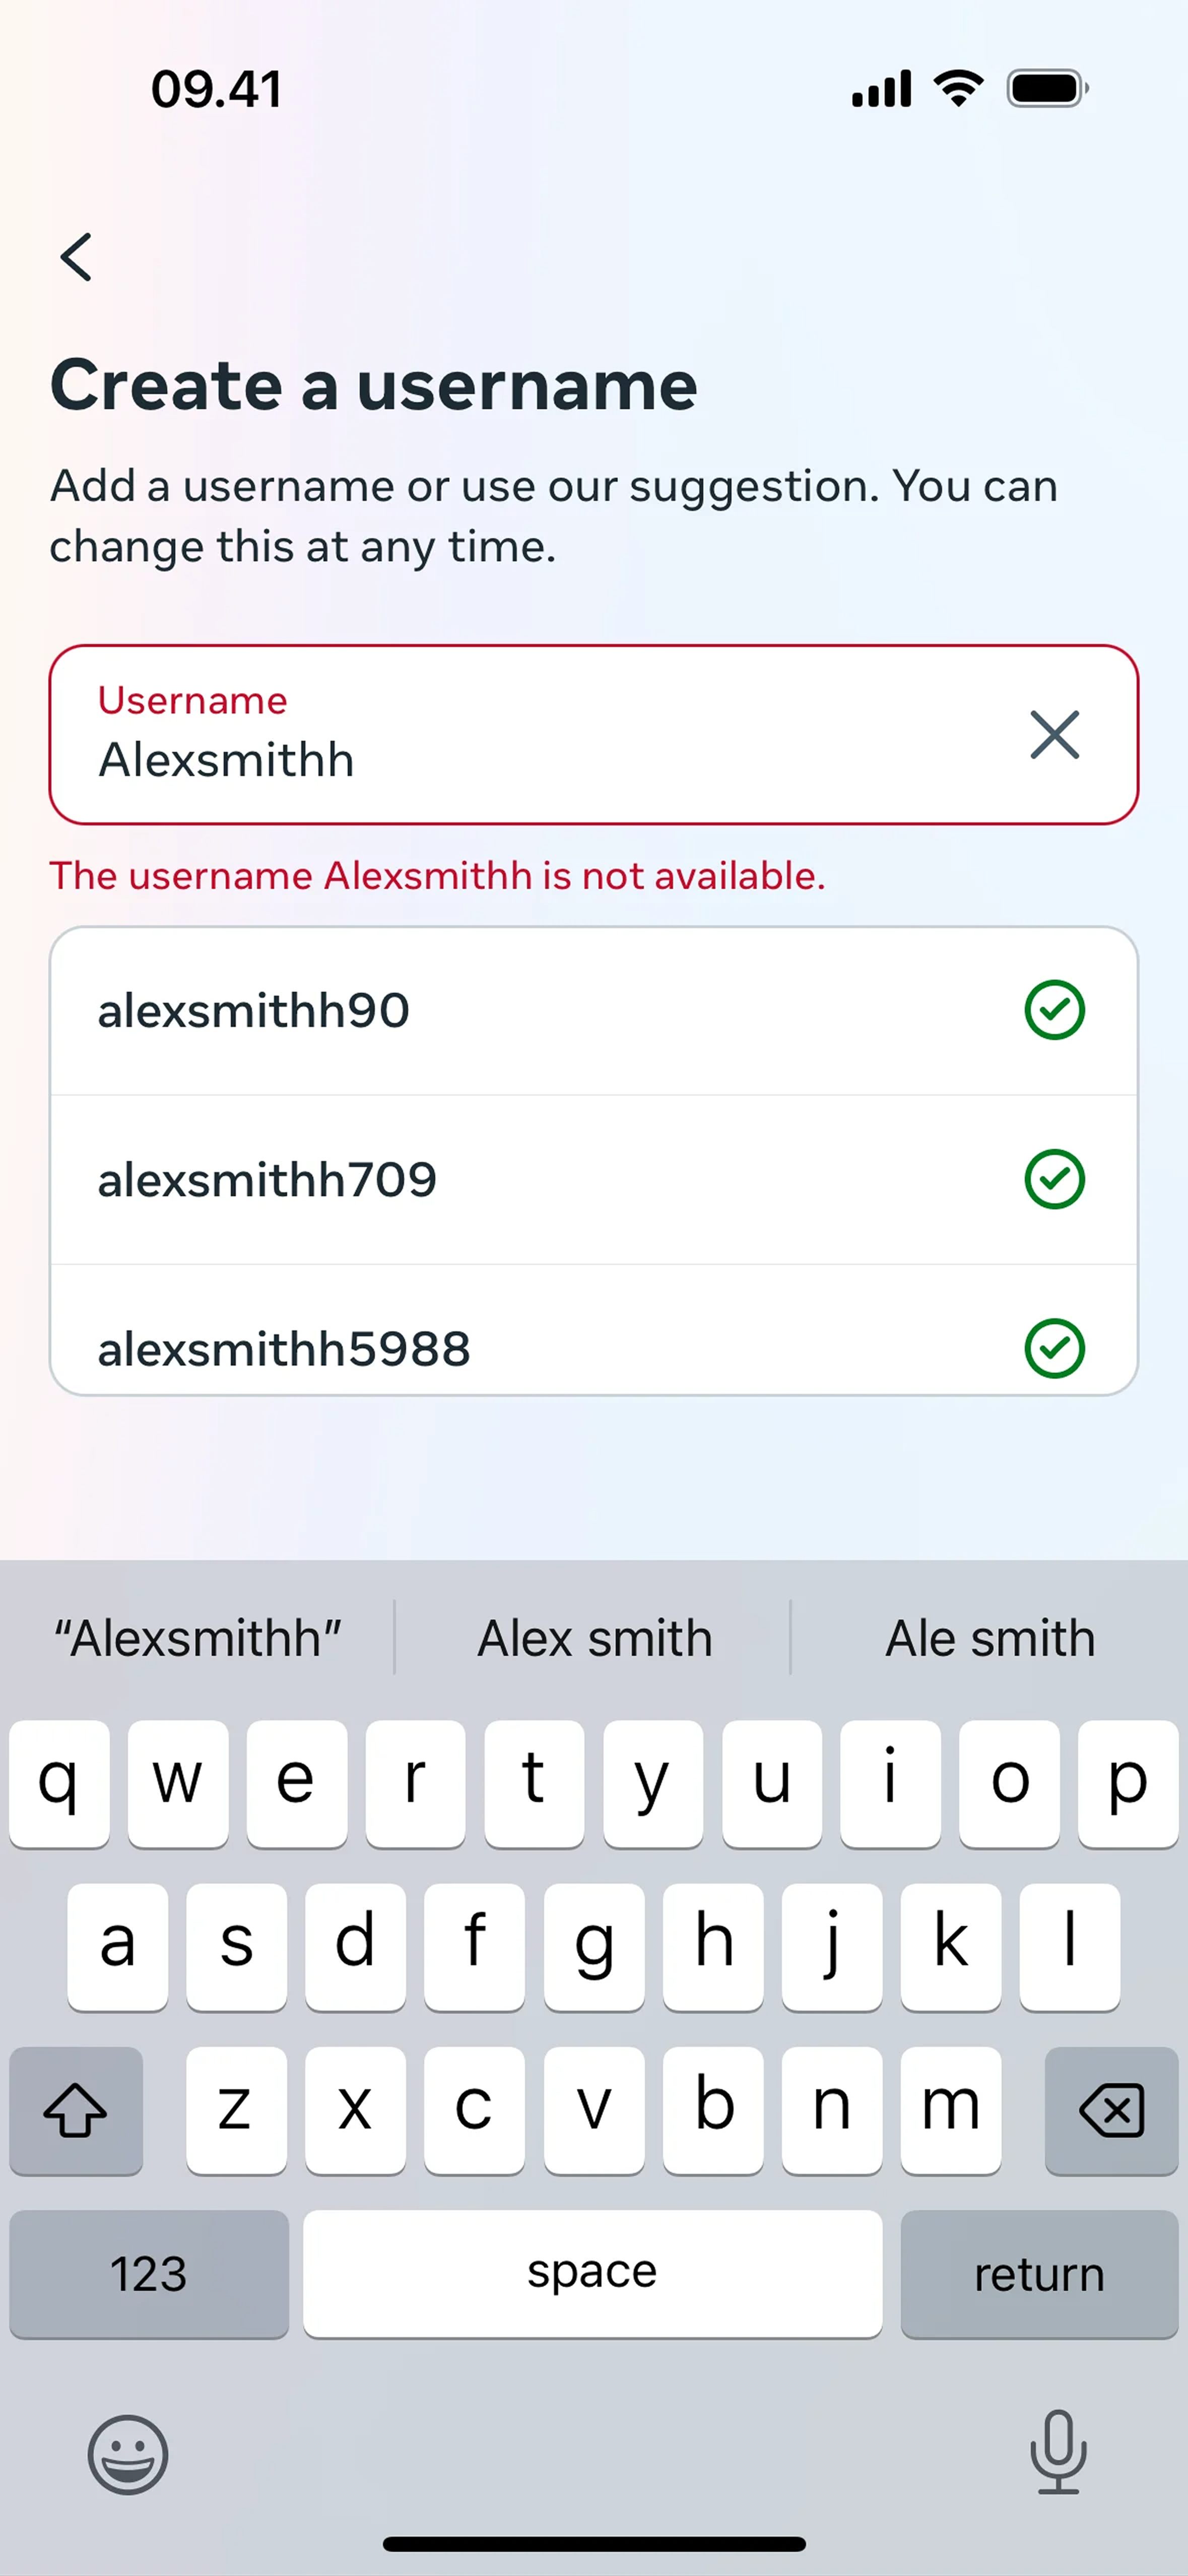 09.41
Create a username
Add a username or use our suggestion. You can
change this at any time.
Username
Alexsmithh
The username Alexsmithh is not available.
alexsmithh90
alexsmithh709
alexsmithh5988
“Alexsmithh” Alex smith Ale smith
q w e r t y u i o p
a s d f g h j k l
z x c v b n m
123 space return